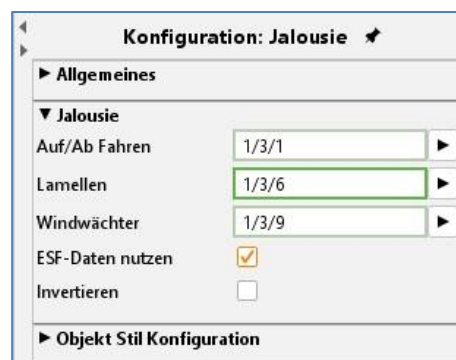 Konfiguration: Jalousie
Allgemeines
Jalousie
Auf/Ab Fahren 1/3/1
Lamellen 1/3/6
Windwächter 1/3/9
ESF-Daten nutzen
Invertieren
Objekt Stil Konfiguration